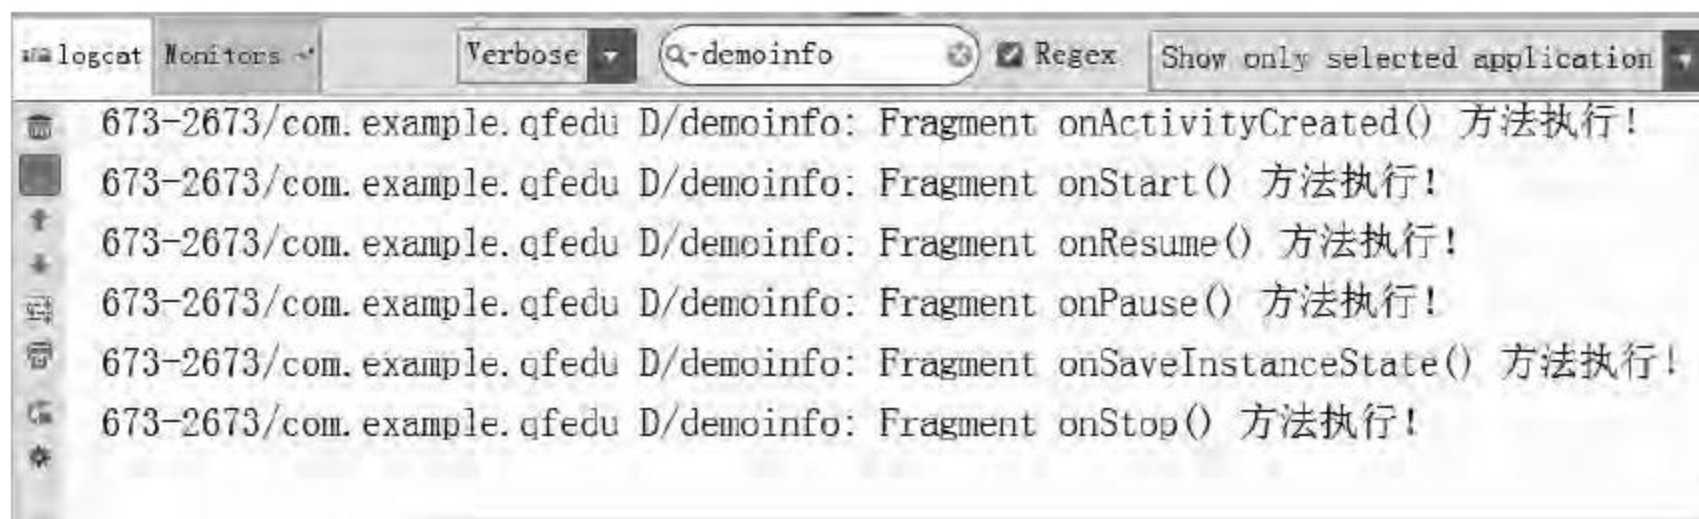 logcat Monitors Verbose demoinfo Regex Show only selected application
673-2673/com.example.qfedu D/demoinfo: Fragment onActivityCreated() 方法执行!
673-2673/com.example.qfedu D/demoinfo: Fragment onStart() 方法执行!
673-2673/com.example.qfedu D/demoinfo: Fragment onResume() 方法执行!
673-2673/com.example.qfedu D/demoinfo: Fragment onPause() 方法执行!
673-2673/com.example.qfedu D/demoinfo: Fragment onSaveInstanceState() 方法执行!
673-2673/com.example.qfedu D/demoinfo: Fragment onStop() 方法执行!